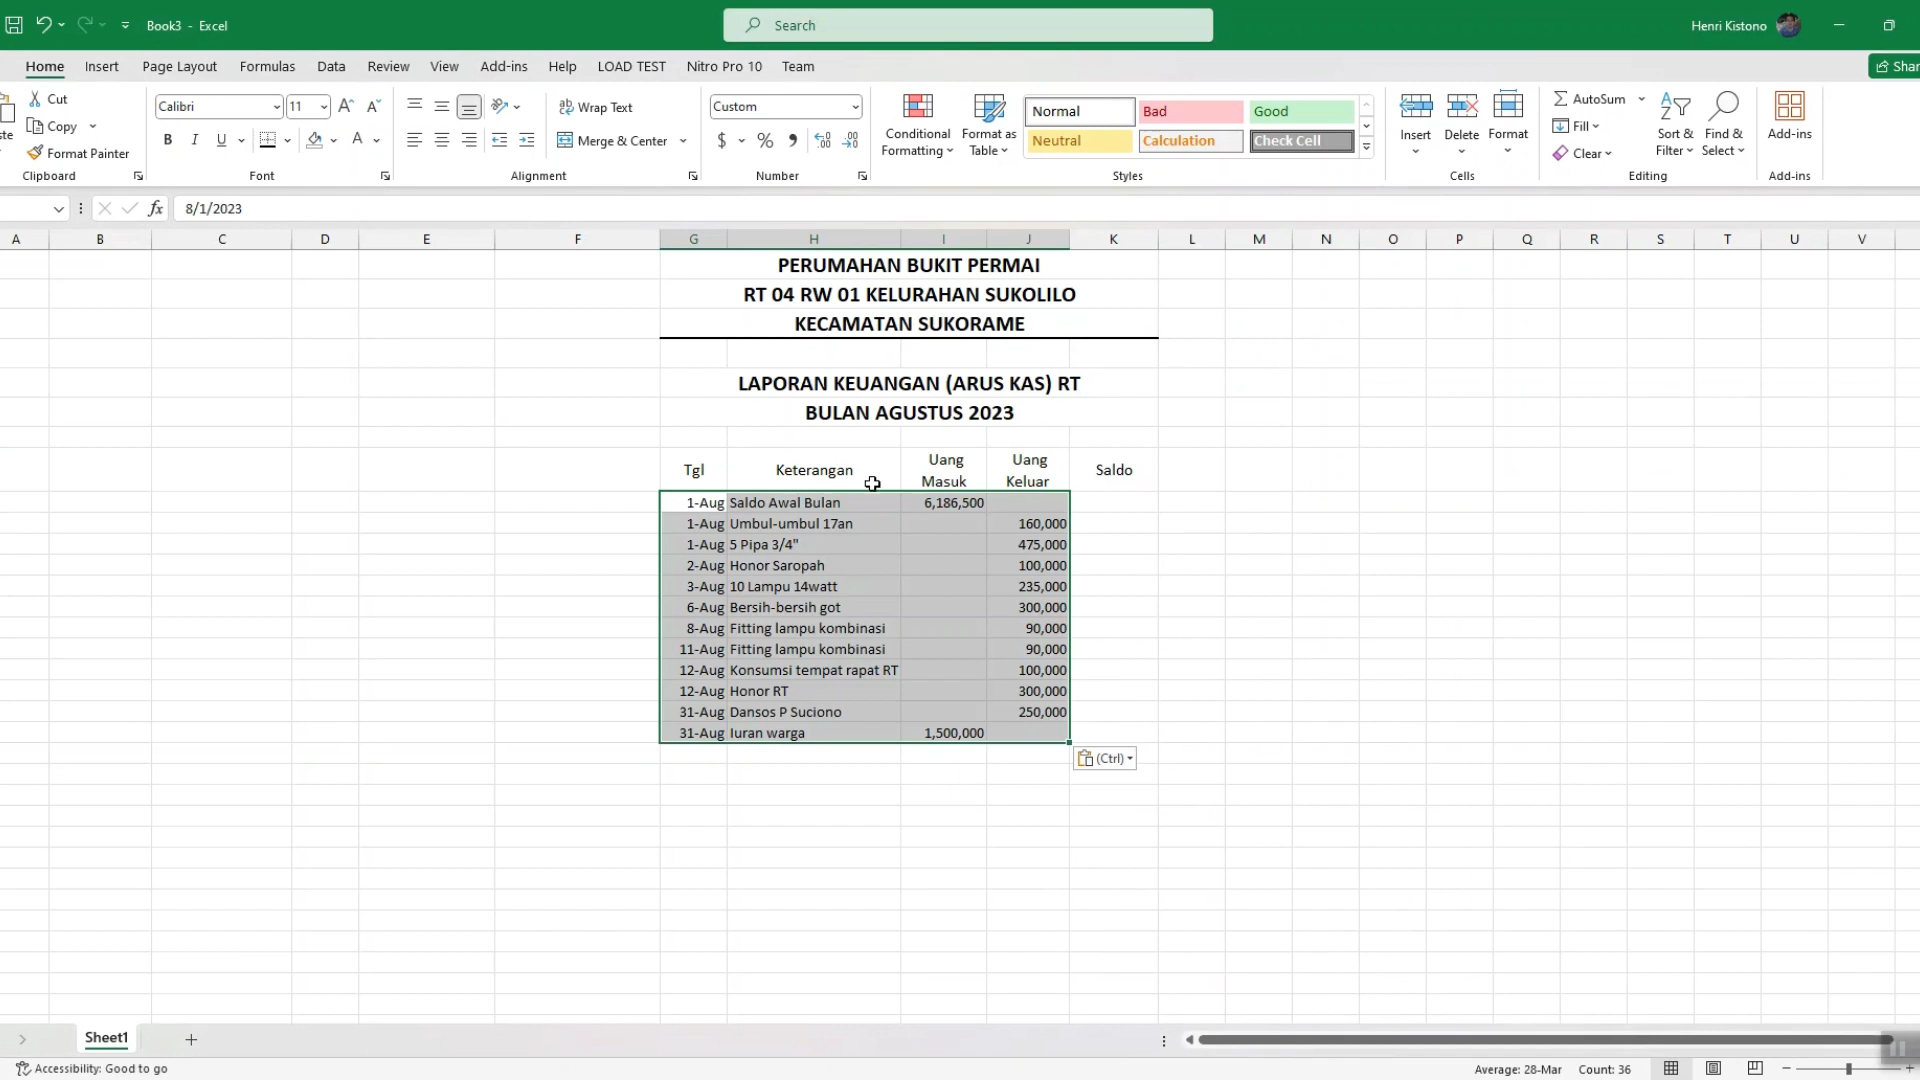 Book3 - Excel
Search
Henri Kistono
Home Insert Page Layout Formulas Data Review View Add-ins Help LOAD TEST Nitro Pro 10 Team
Cut
Copy
Format Painter
Clipboard
Calibri 11
B I U
Font
Wrap Text
Merge & Center
Alignment
Custom
$ % ,
Number
Conditional Formatting
Format as Table
Normal Bad Good
Neutral Calculation Check Cell
Styles
Insert Delete Format
Cells
AutoSum
Fill
Clear
Sort & Filter
Find & Select
Editing
Add-ins
Add-ins
fx 8/1/2023
A B C D E F G H I J K L M N O P Q R S T U V
PERUMAHAN BUKIT PERMAI
RT 04 RW 01 KELURAHAN SUKOLILO
KECAMATAN SUKORAME
LAPORAN KEUANGAN (ARUS KAS) RT
BULAN AGUSTUS 2023
Tgl Keterangan Uang Masuk Uang Keluar Saldo
1-Aug Saldo Awal Bulan 6,186,500
1-Aug Umbul-umbul 17an 160,000
1-Aug 5 Pipa 3/4" 475,000
2-Aug Honor Saropah 100,000
3-Aug 10 Lampu 14watt 235,000
6-Aug Bersih-bersih got 300,000
8-Aug Fitting lampu kombinasi 90,000
11-Aug Fitting lampu kombinasi 90,000
12-Aug Konsumsi tempat rapat RT 100,000
12-Aug Honor RT 300,000
31-Aug Dansos P Suciono 250,000
31-Aug Iuran warga 1,500,000
(Ctrl)
Sheet1
Accessibility: Good to go
Average: 28-Mar Count: 36